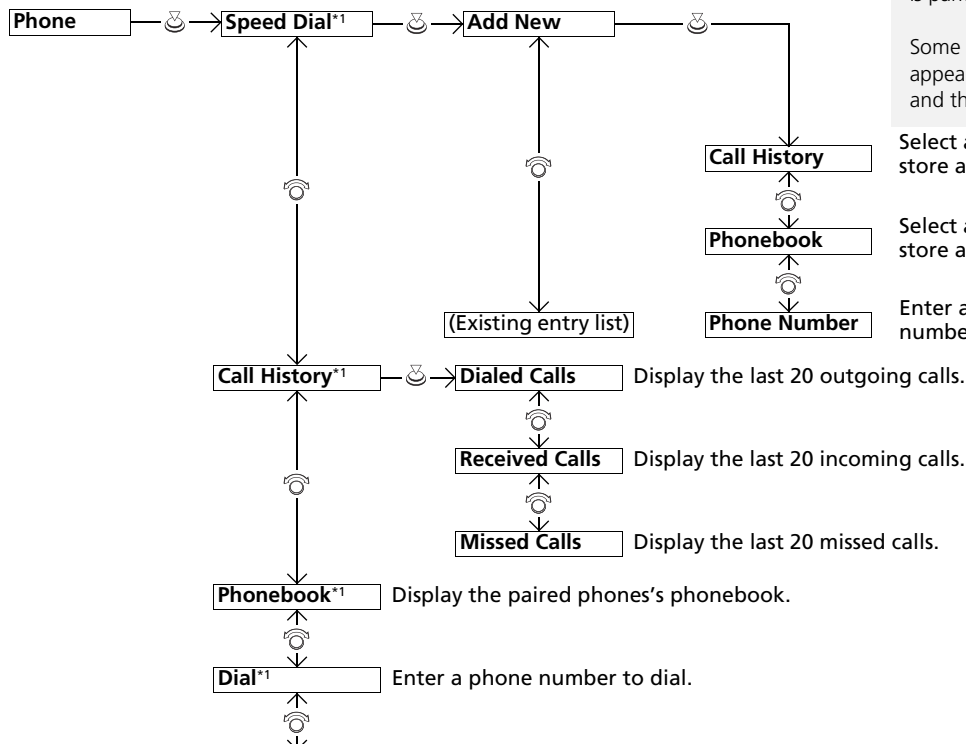 Phone
Speed Dial*1
Add New
Some
appea
and th
Call History
Select a
store a
Phonebook
Select a
store a
(Existing entry list)
Phone Number
Enter a
numbe
Call History*1
Dialed Calls
Display the last 20 outgoing calls.
Received Calls
Display the last 20 incoming calls.
Missed Calls
Display the last 20 missed calls.
Phonebook*1
Display the paired phones's phonebook.
Dial*1
Enter a phone number to dial.